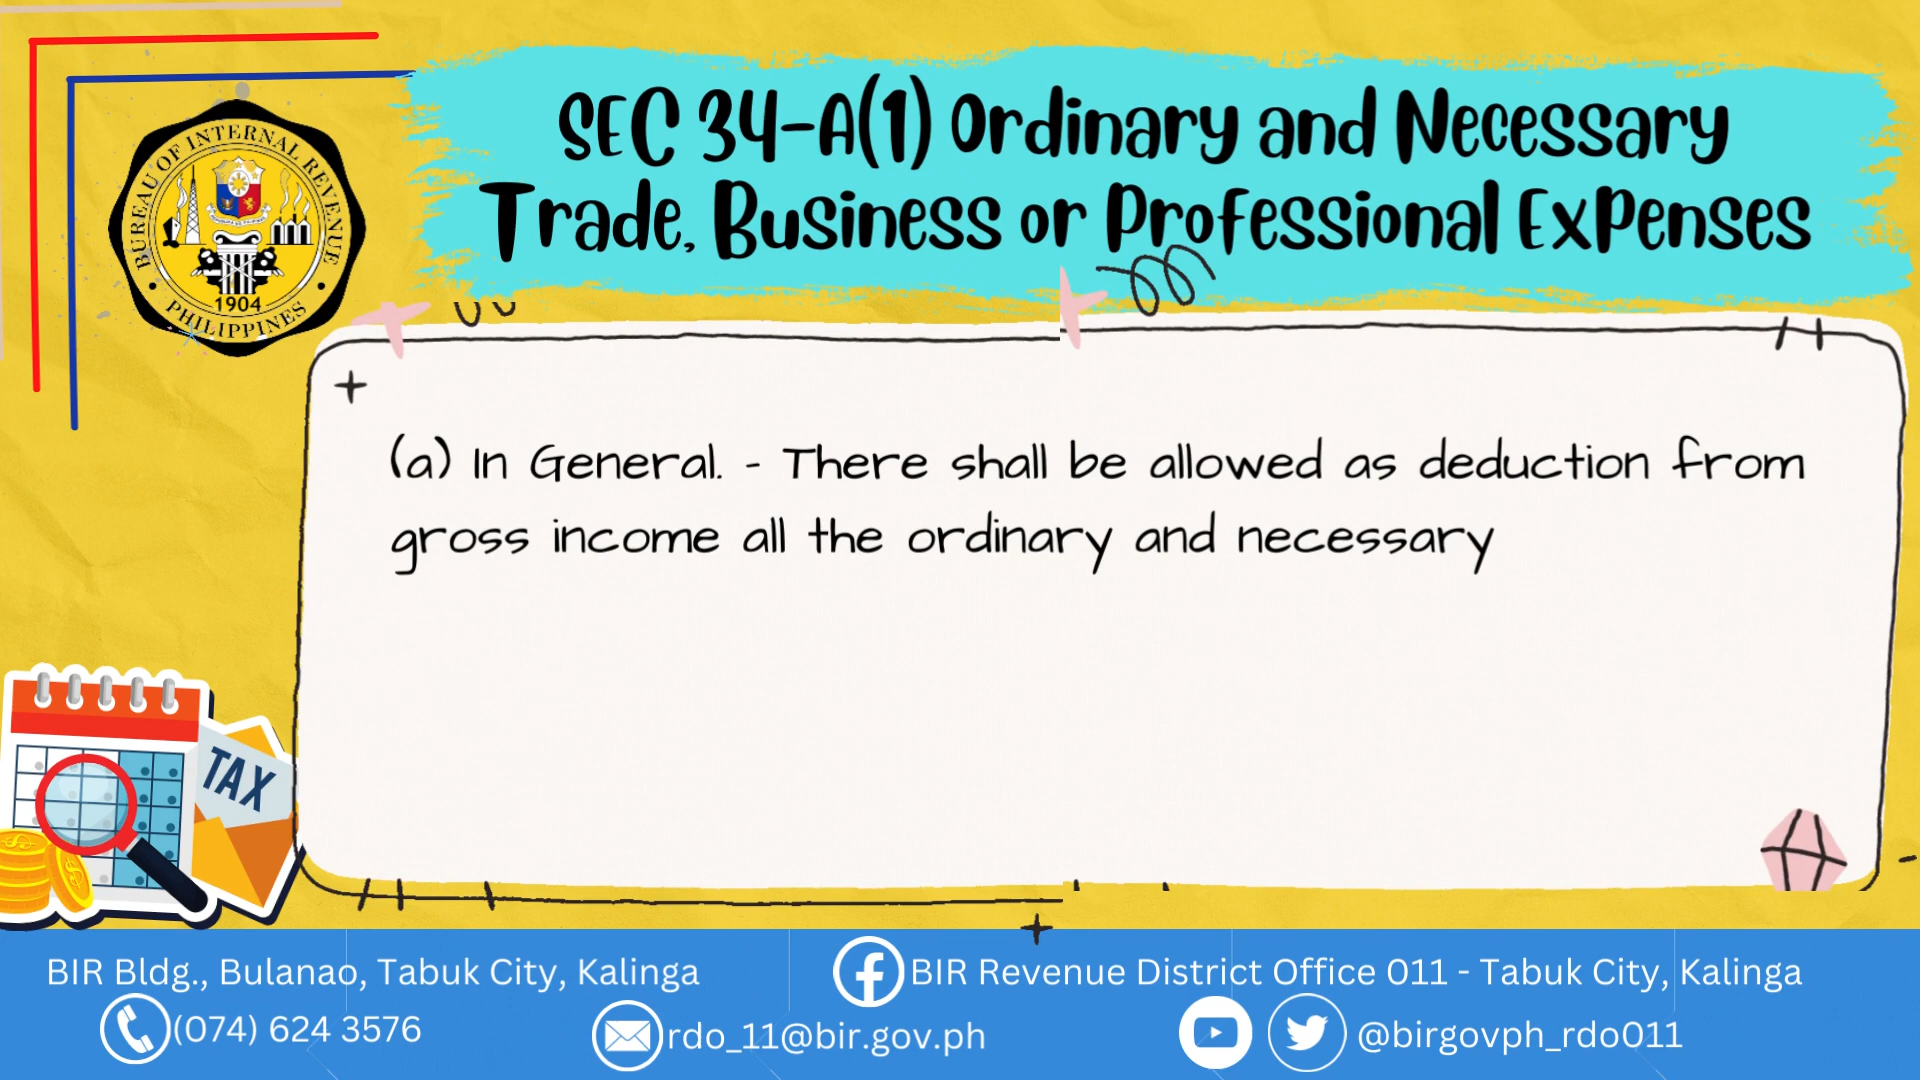 SEC 34-A(1) Ordinary and Necessary
Trade, Business or Professional Expenses
BUREAU OF INTERNAL REVENUE
1904
PHILIPPINES
(a) In General. - There shall be allowed as deduction from
gross income all the ordinary and necessary
TAX
BIR Bldg., Bulanao, Tabuk City, Kalinga
BIR Revenue District Office 011 - Tabuk City, Kalinga
(074) 624 3576
rdo_11@bir.gov.ph
@birgovph_rdo011